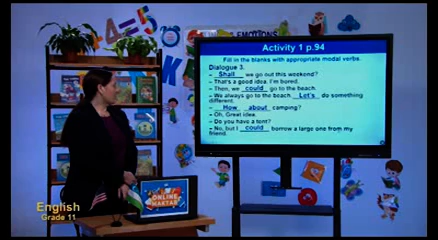 EMOTIONS
4=5
Activity 1 p.94
Fill in the blanks with appropriate modal verbs.
Dialogue 3.
– Shall we go out this weekend?
– That's a good idea. I'm bored.
– Then, we could go to the beach.
– We always go to the beach. Let's do something
different.
– How about camping?
– Oh, Great idea.
– Do you have a tent?
– No, but I could borrow a large one from my
friend.
ONLINE
MAKTAB
English
Grade 11